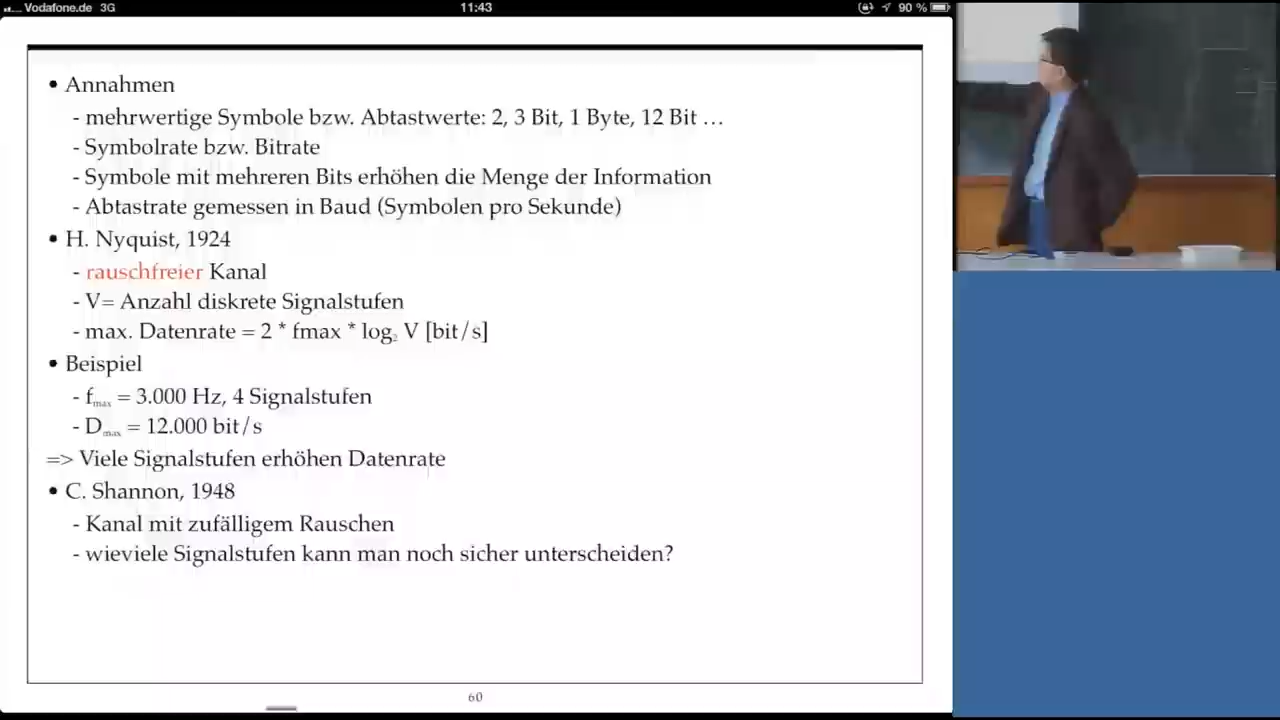 Vodafone.de 3G 11:43 90 %
• Annahmen
- mehrwertige Symbole bzw. Abtastwerte: 2, 3 Bit, 1 Byte, 12 Bit …
- Symbolrate bzw. Bitrate
- Symbole mit mehreren Bits erhöhen die Menge der Information
- Abtastrate gemessen in Baud (Symbolen pro Sekunde)
• H. Nyquist, 1924
- rauschfreier Kanal
- V= Anzahl diskrete Signalstufen
- max. Datenrate = 2 * fmax * log₂ V [bit/s]
• Beispiel
- fmax = 3.000 Hz, 4 Signalstufen
- Dmax = 12.000 bit/s
=> Viele Signalstufen erhöhen Datenrate
• C. Shannon, 1948
- Kanal mit zufälligem Rauschen
- wieviele Signalstufen kann man noch sicher unterscheiden?
60